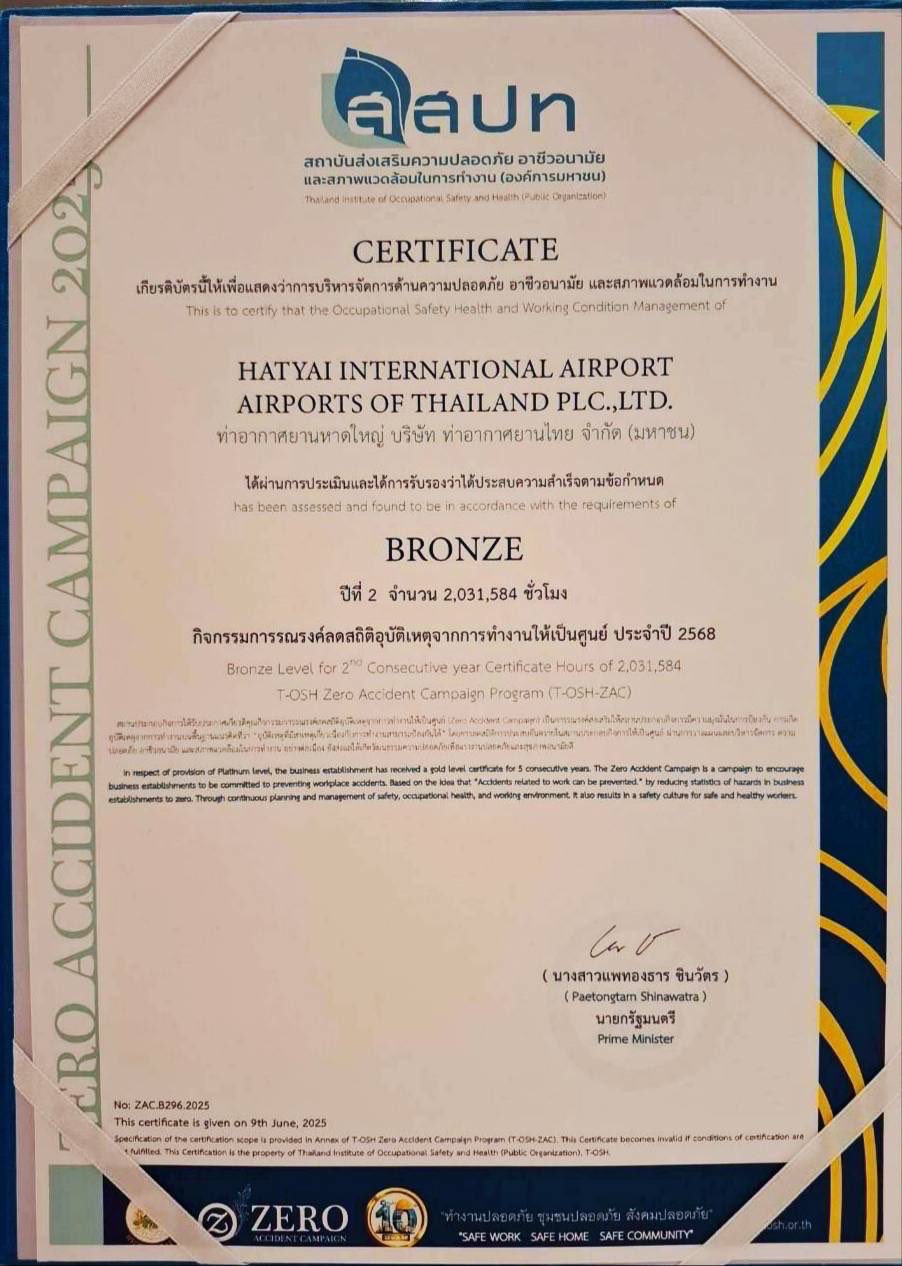 สสปท
สถาบันส่งเสริมความปลอดภัย อาชีวอนามัย
และสภาพแวดล้อมในการทำงาน (องค์การมหาชน)
Thailand Institute of Occupational Safety and Health (Public Organization)
CERTIFICATE
เกียรติบัตรนี้ให้เพื่อแสดงว่าการบริหารจัดการด้านความปลอดภัย อาชีวอนามัย และสภาพแวดล้อมในการทำงาน
This is to certify that the Occupational Safety Health and Working Condition Management of
HATYAI INTERNATIONAL AIRPORT
AIRPORTS OF THAILAND PLC.,LTD.
ท่าอากาศยานหาดใหญ่ บริษัท ท่าอากาศยานไทย จำกัด (มหาชน)
ได้ผ่านการประเมินและได้การรับรองว่าได้ประสบความสำเร็จตามข้อกำหนด
has been assessed and found to be in accordance with the requirements of
BRONZE
ปีที่ 2 จำนวน 2,031,584 ชั่วโมง
กิจกรรมการรณรงค์ลดสถิติอุบัติเหตุจากการทำงานให้เป็นศูนย์ ประจำปี 2568
Bronze Level for 2nd Consecutive year Certificate Hours of 2,031,584
T-OSH Zero Accident Campaign Program (T-OSH-ZAC)
In respect of provision of Platinum level, the business establishment has received a gold level certificate for 5 consecutive years. The Zero Accident Campaign is a campaign to encourage
business establishments to be committed to preventing workplace accidents. Based on the idea that "Accidents related to work can be prevented." by reducing statistics of hazards in business
establishments to zero. Through continuous planning and management of safety, occupational health, and working environment. It also results in a safety culture for safe and healthy workers.
( นางสาวแพทองธาร ชินวัตร )
( Paetongtarn Shinawatra )
นายกรัฐมนตรี
Prime Minister
No: ZAC.B296.2025
This certificate is given on 9th June, 2025
Specification of the certification scope is provided in Annex of T-OSH Zero Accident Campaign Program (T-OSH-ZAC). This Certificate becomes invalid if conditions of certification are
fulfilled. This Certification is the property of Thailand Institute of Occupational Safety and Health (Public Organization), T-OSH.
ZERO ACCIDENT CAMPAIGN 2025
ZERO
ACCIDENT CAMPAIGN
10
"ทำงานปลอดภัย ชุมชนปลอดภัย สังคมปลอดภัย"
"SAFE WORK SAFE HOME SAFE COMMUNITY"
osh.or.th